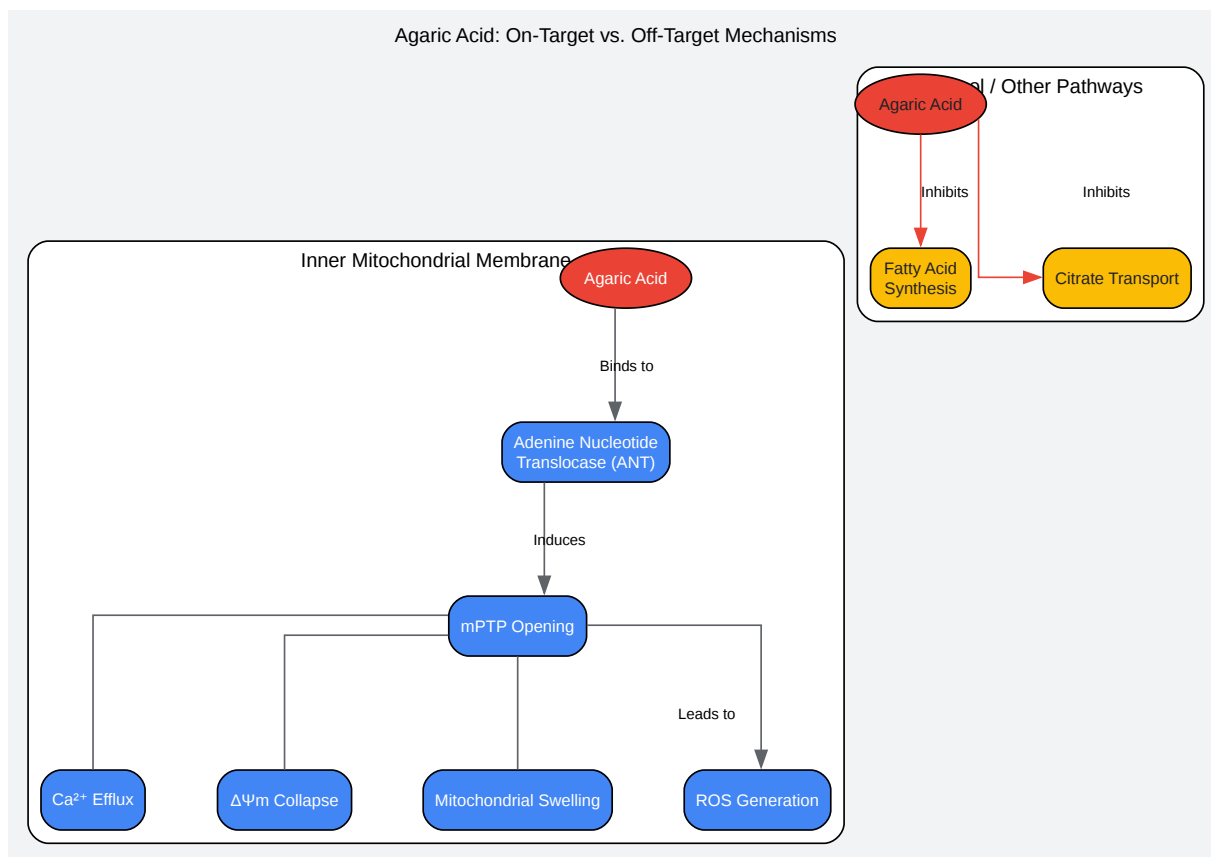 Agaric Acid: On-Target vs. Off-Target Mechanisms
/ Other Pathways
Agaric Acid
Inhibits
Inhibits
Fatty Acid
Synthesis
Citrate Transport
Inner Mitochondrial Membrane
Agaric Acid
Binds to
Adenine Nucleotide
Translocase (ANT)
Induces
mPTP Opening
Leads to
Ca²⁺ Efflux
ΔΨm Collapse
Mitochondrial Swelling
ROS Generation